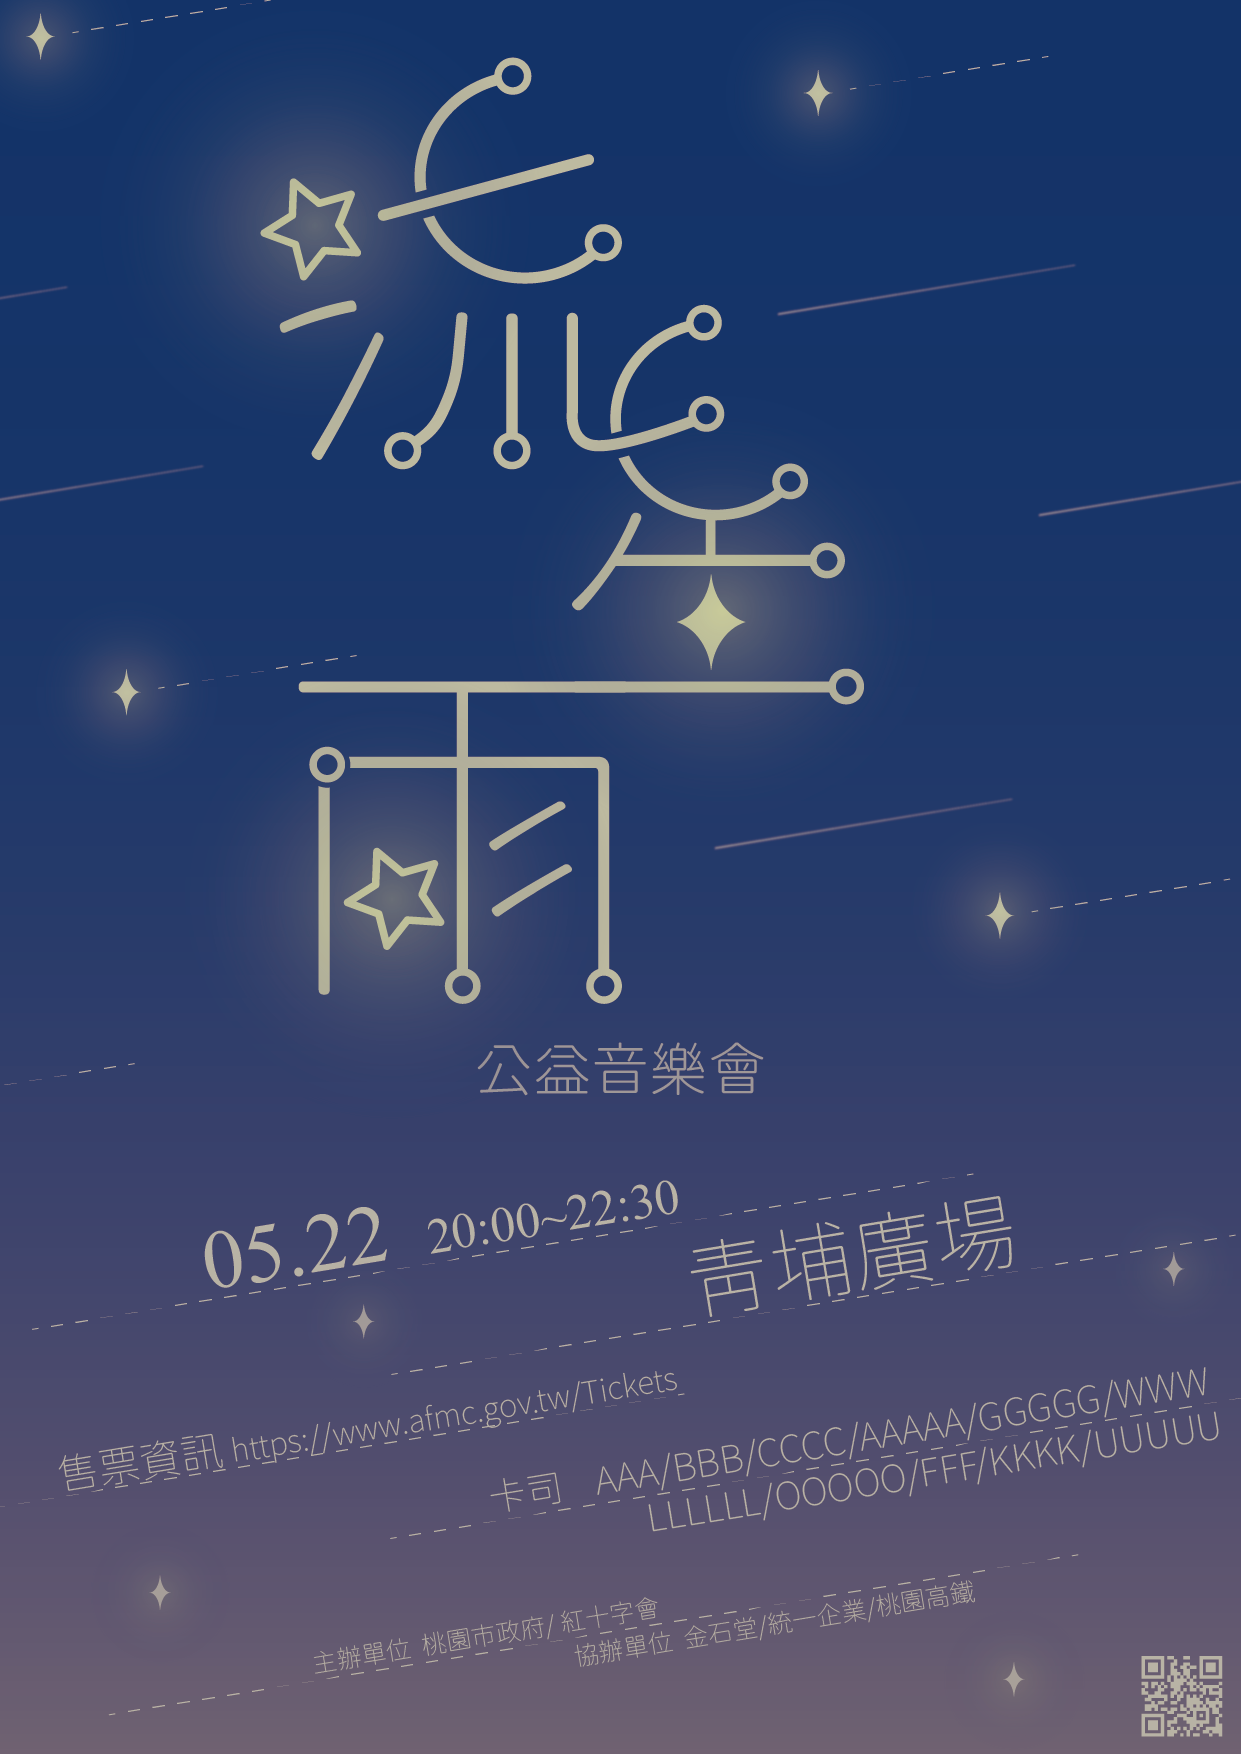 流星雨
公益音樂會
05.22 20:00~22:30
青埔廣場
售票資訊 https://www.afmc.gov.tw/Tickets
卡司 AAA/BBB/CCCC/AAAAA/GGGGG/WWW
LLLLLL/OOOOO/FFF/KKKK/UUUUU
主辦單位 桃園市政府/ 紅十字會
協辦單位 金石堂/統一企業/桃園高鐵